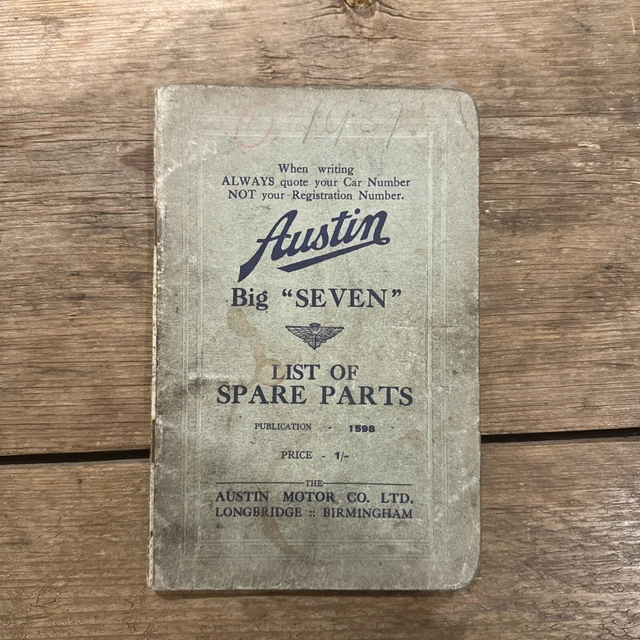 1937
When writing
ALWAYS quote your Car Number
NOT your Registration Number.
Austin
Big "SEVEN"
LIST OF
SPARE PARTS
PUBLICATION - 1598
PRICE - 1/-
THE
AUSTIN MOTOR CO. LTD.
LONGBRIDGE :: BIRMINGHAM